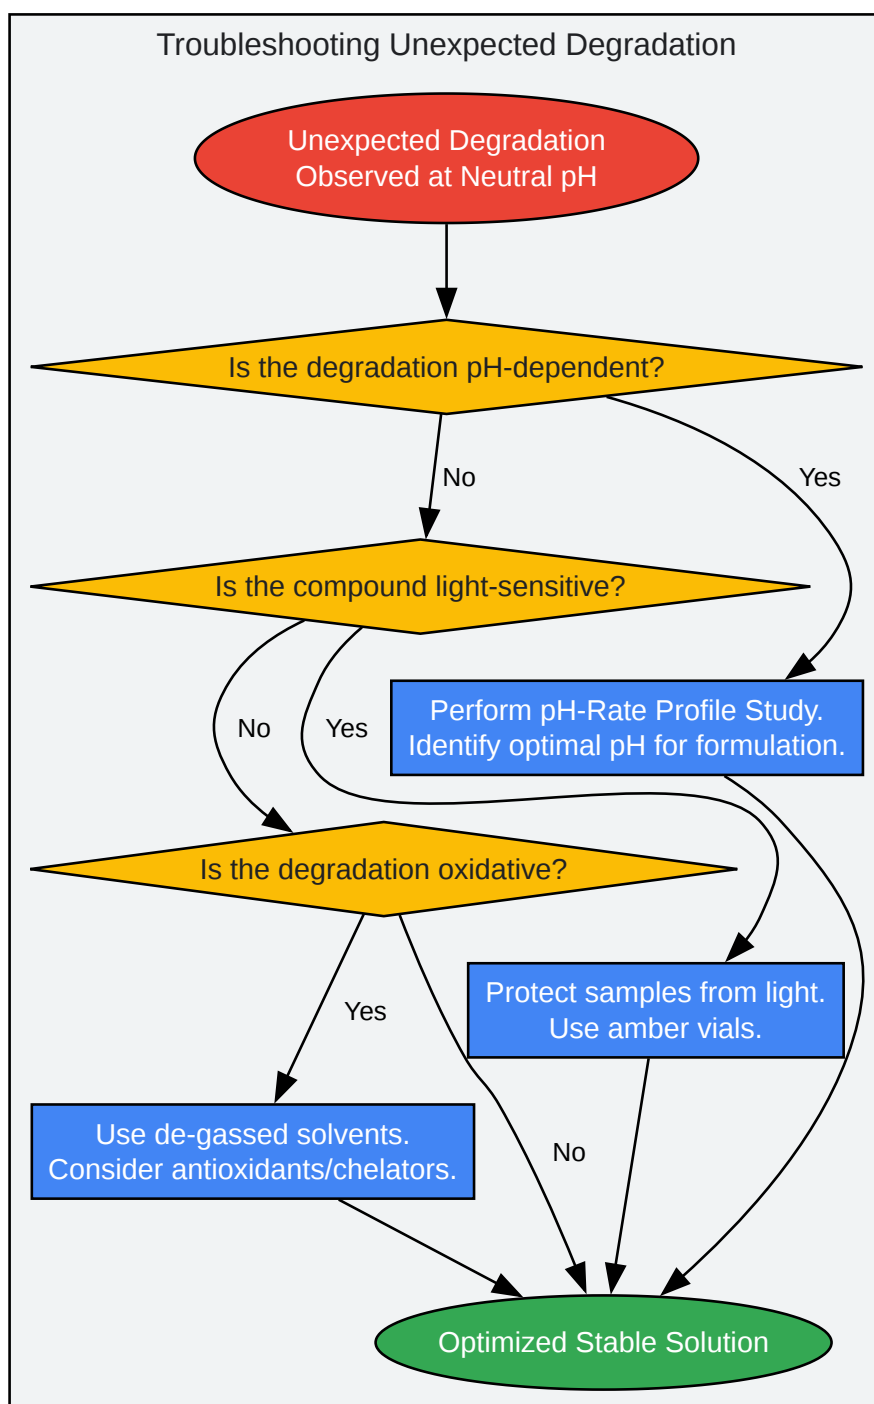 Troubleshooting Unexpected Degradation
Unexpected Degradation
Observed at Neutral pH
Is the degradation pH-dependent?
No
Yes
Is the compound light-sensitive?
No
Yes
Perform pH-Rate Profile Study.
Identify optimal pH for formulation.
Is the degradation oxidative?
Yes
Protect samples from light.
Use amber vials.
Use de-gassed solvents.
Consider antioxidants/chelators.
No
Optimized Stable Solution